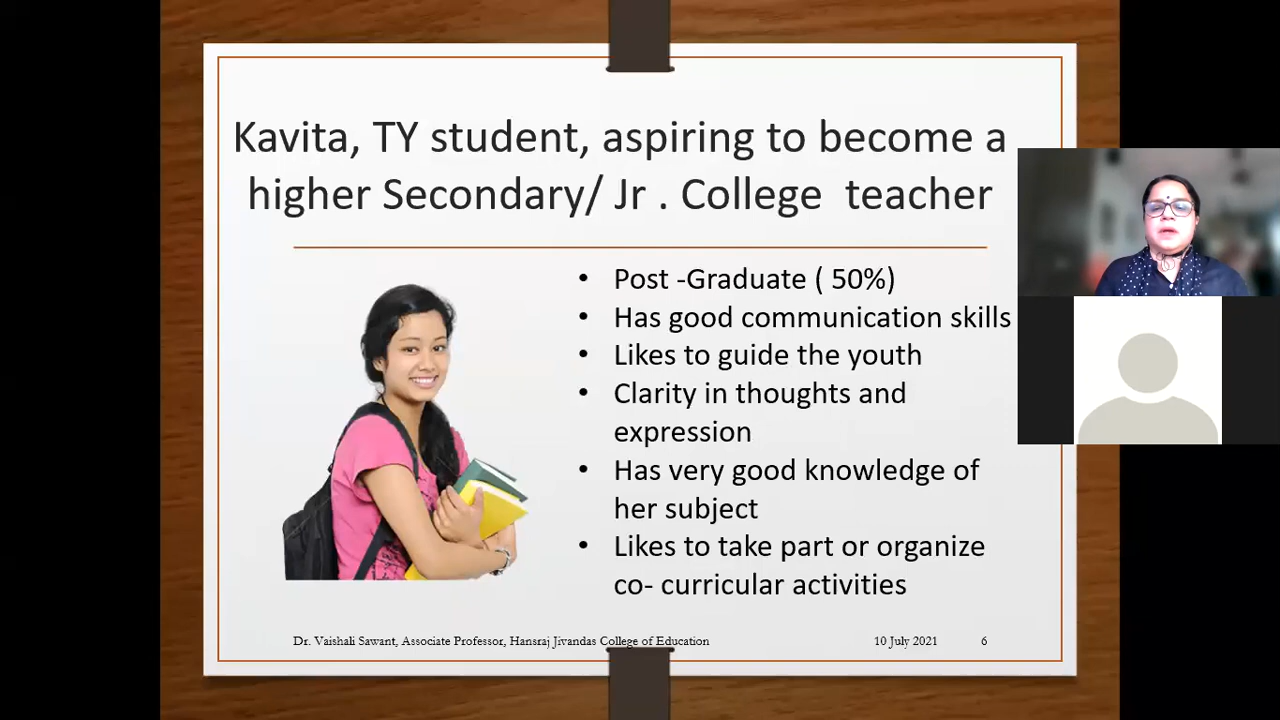 Kavita, TY student, aspiring to become a
higher Secondary/ Jr . College  teacher
• Post -Graduate ( 50%)
• Has good communication skills
• Likes to guide the youth
• Clarity in thoughts and
expression
• Has very good knowledge of
her subject
• Likes to take part or organize
co- curricular activities
Dr. Vaishali Sawant, Associate Professor, Hansraj Jivandas College of Education 10 July 2021 6